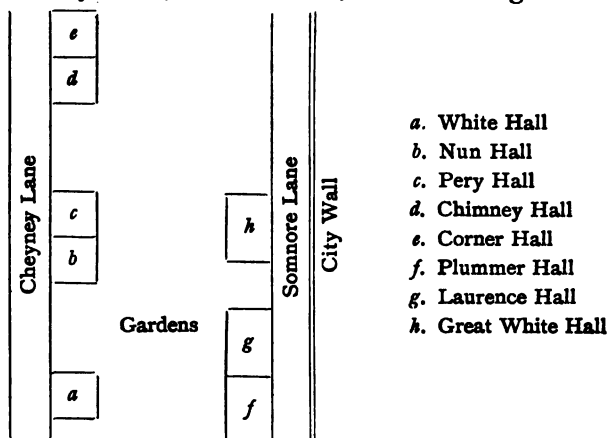 e
d
c
b
a
h
g
f
Cheyney Lane
Gardens
Somnore Lane
City Wall
a. White Hall
b. Nun Hall
c. Pery Hall
d. Chimney Hall
e. Corner Hall
f. Plummer Hall
g. Laurence Hall
h. Great White Hall